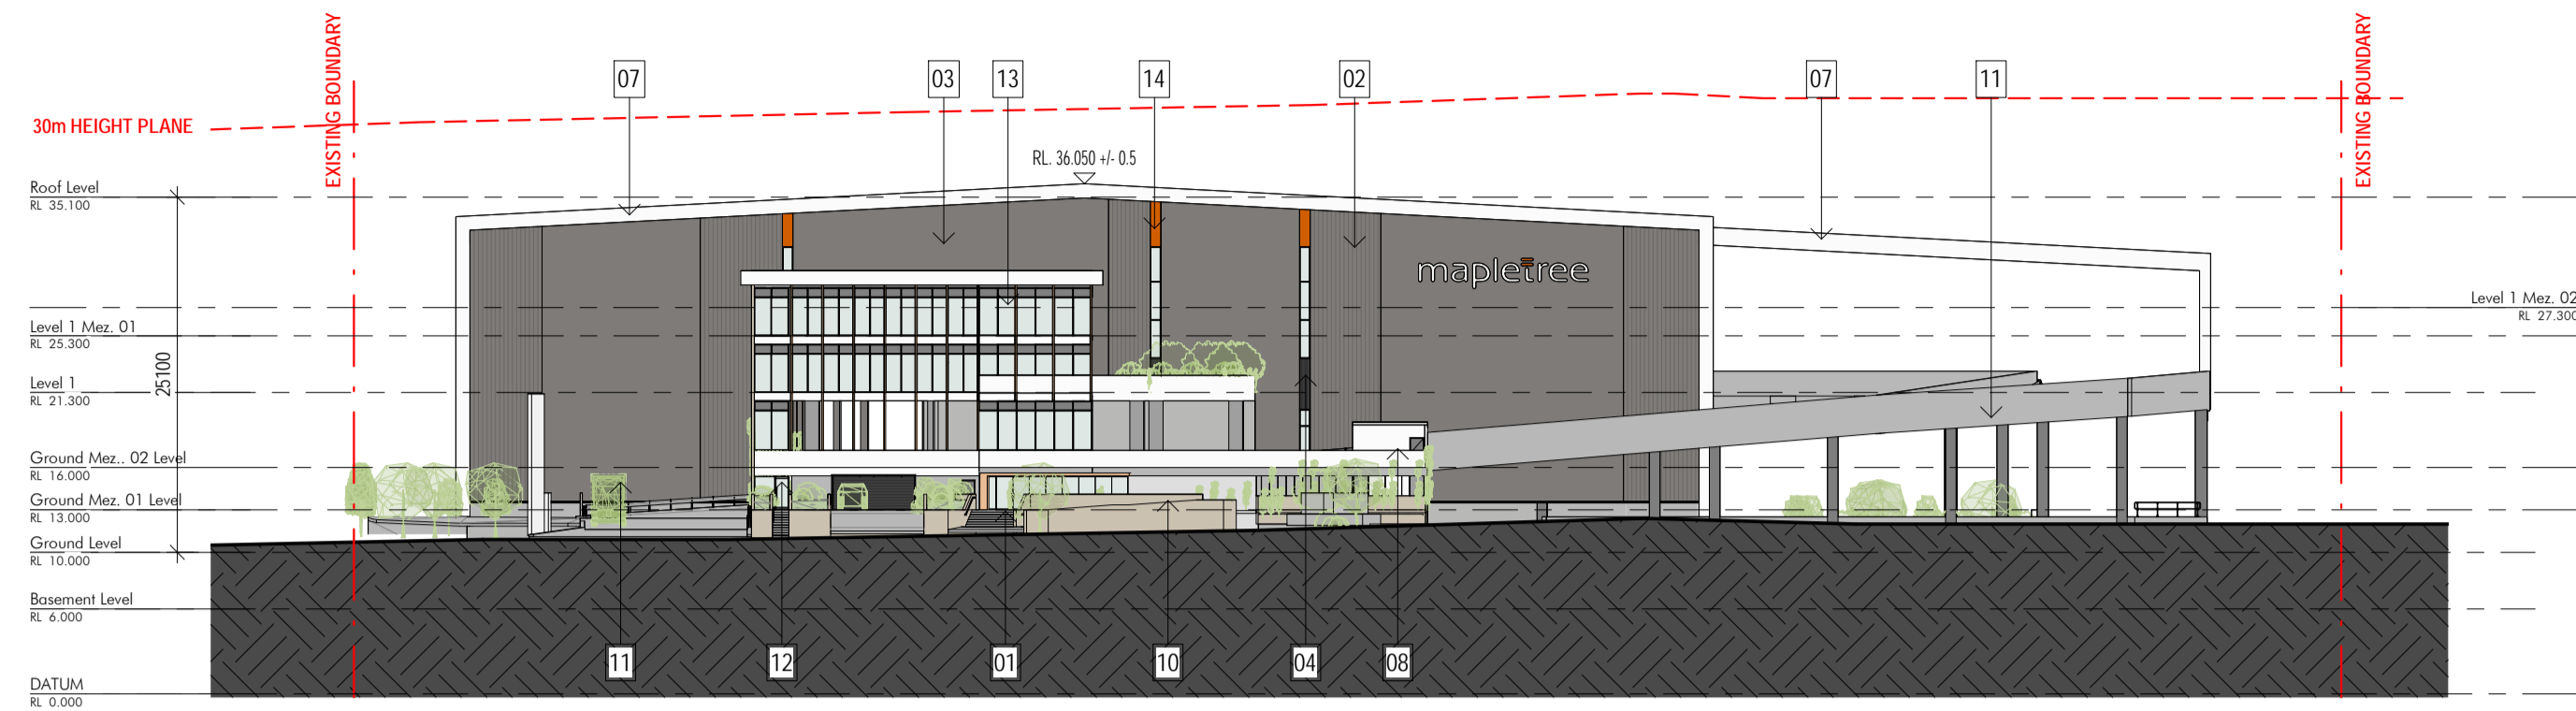 EXISTING BOUNDARY
EXISTING BOUNDARY
07
03
13
14
02
07
11
30m HEIGHT PLANE
RL. 36.050 +/- 0.5
Roof Level
RL 35.100
mapletree
Level 1 Mez. 02
RL 27.300
Level 1 Mez. 01
RL 25.300
25100
Level 1
RL 21.300
Ground Mez.. 02 Level
RL 16.000
Ground Mez. 01 Level
RL 13.000
Ground Level
RL 10.000
Basement Level
RL 6.000
11
12
01
10
04
08
DATUM
RL 0.000